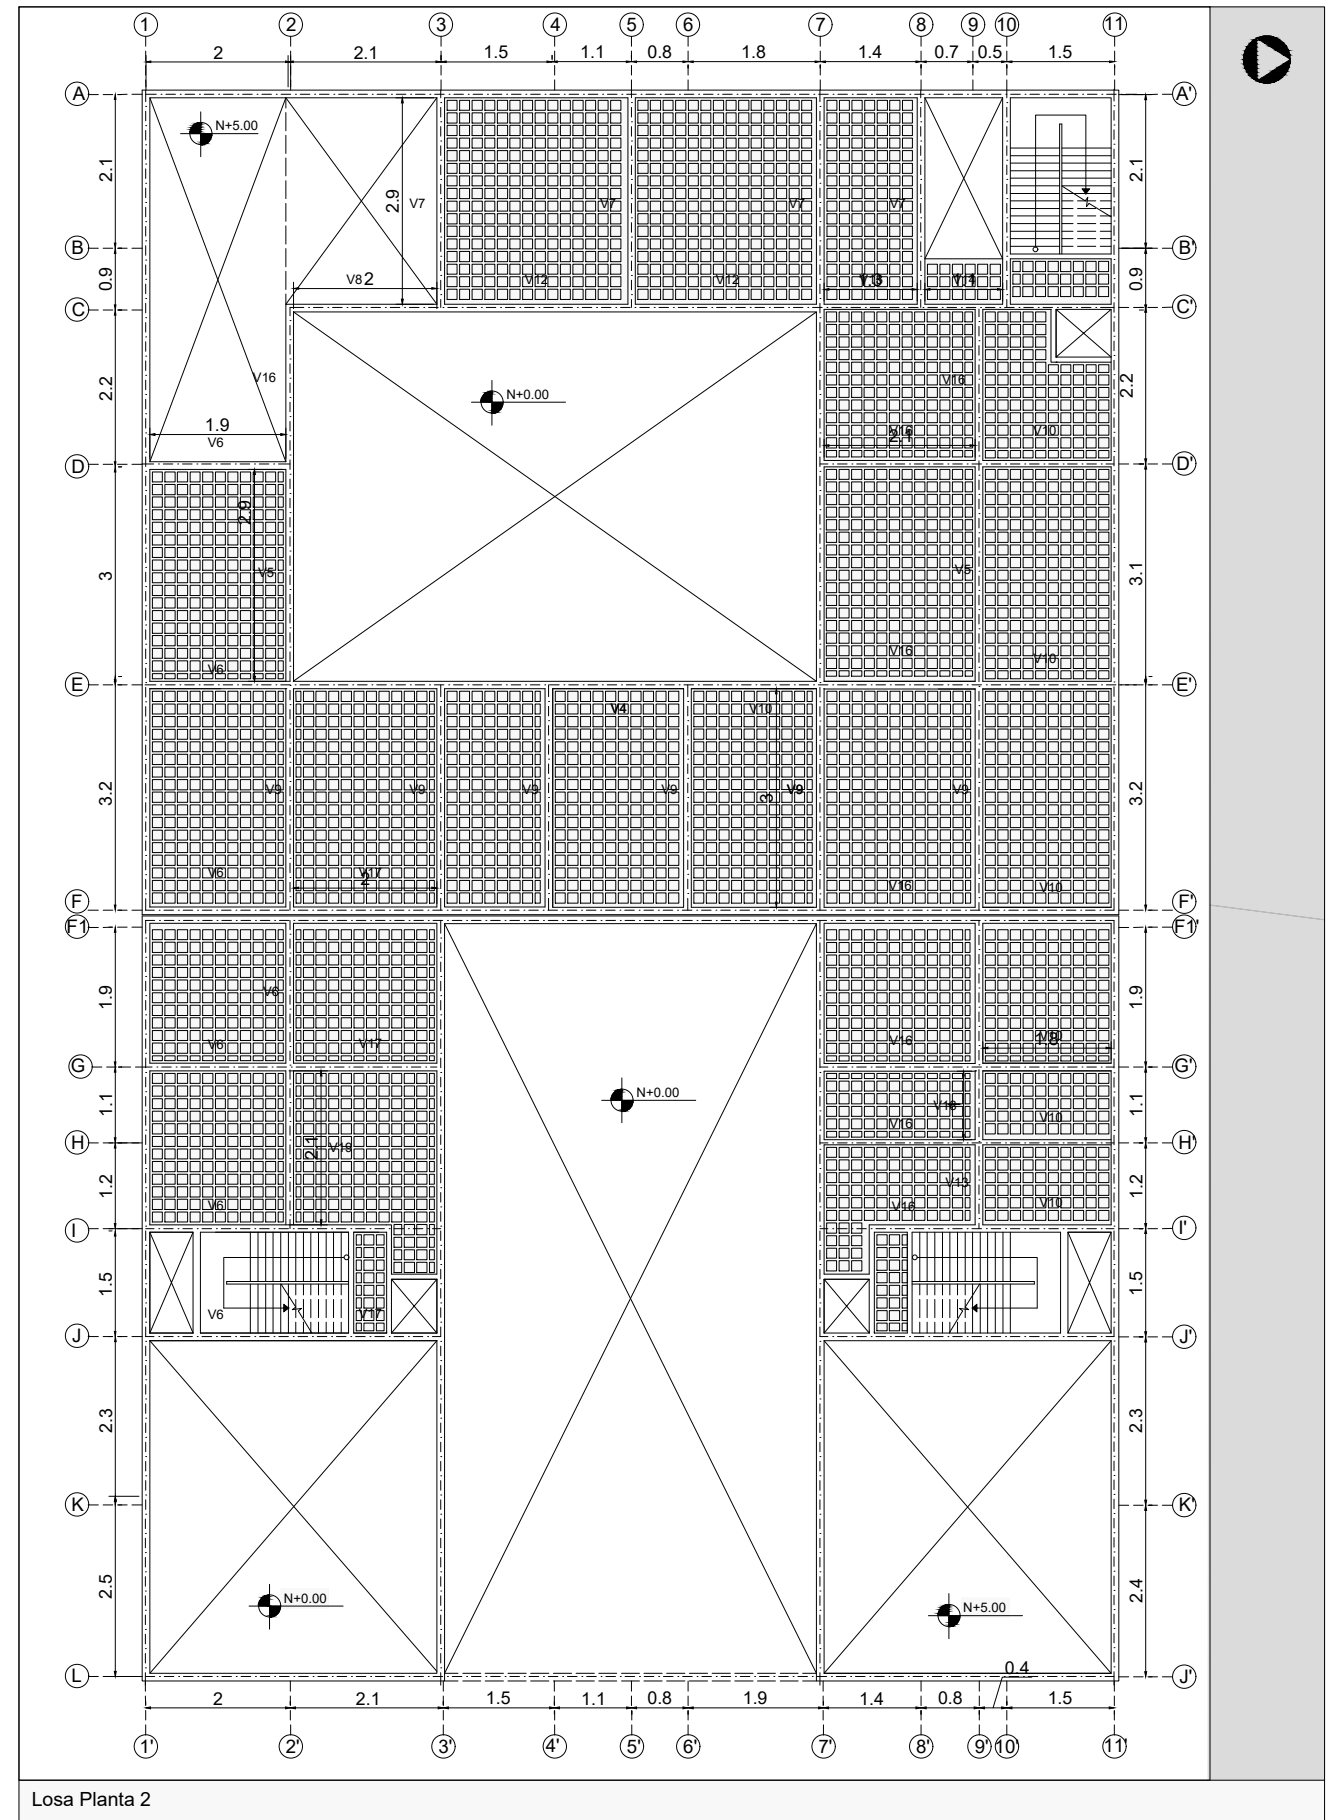 1 2 3 4 5 6 7 8 9 10 11
2 2.1 1.5 1.1 0.8 1.8 1.4 0.7 0.5 1.5
A A'
N+5.00
2.1 2.1
2.9 V7 V7 V7 V7
B B'
0.9 V8 2 V12 V12 0.9
C C'
2.2 V16 N+0.00 V16 2.2
1.9
V6 V10
D D'
2.9
3 V5 V5 3.1
V6 V16 V10
E E'
V4 V10
3.2 V9 V9 V9 V9 3 V9 V9 3.2
V6 V17 V16 V10
2
F F'
F1 F1'
1.9 V6 1.9
V6 V17 V16 1.8
G G'
N+0.00
1.1 V18 V16 V10 1.1
H H'
2.1 V19
1.2 V6 V13 V16 V10 1.2
I I'
1.5 1.5
V6 V17
J J'
2.3 2.3
K K'
2.5 2.4
N+0.00 N+5.00
L J'
0.4
2 2.1 1.5 1.1 0.8 1.9 1.4 0.8 1.5
1' 2' 3' 4' 5' 6' 7' 8' 9' 10' 11'
Losa Planta 2